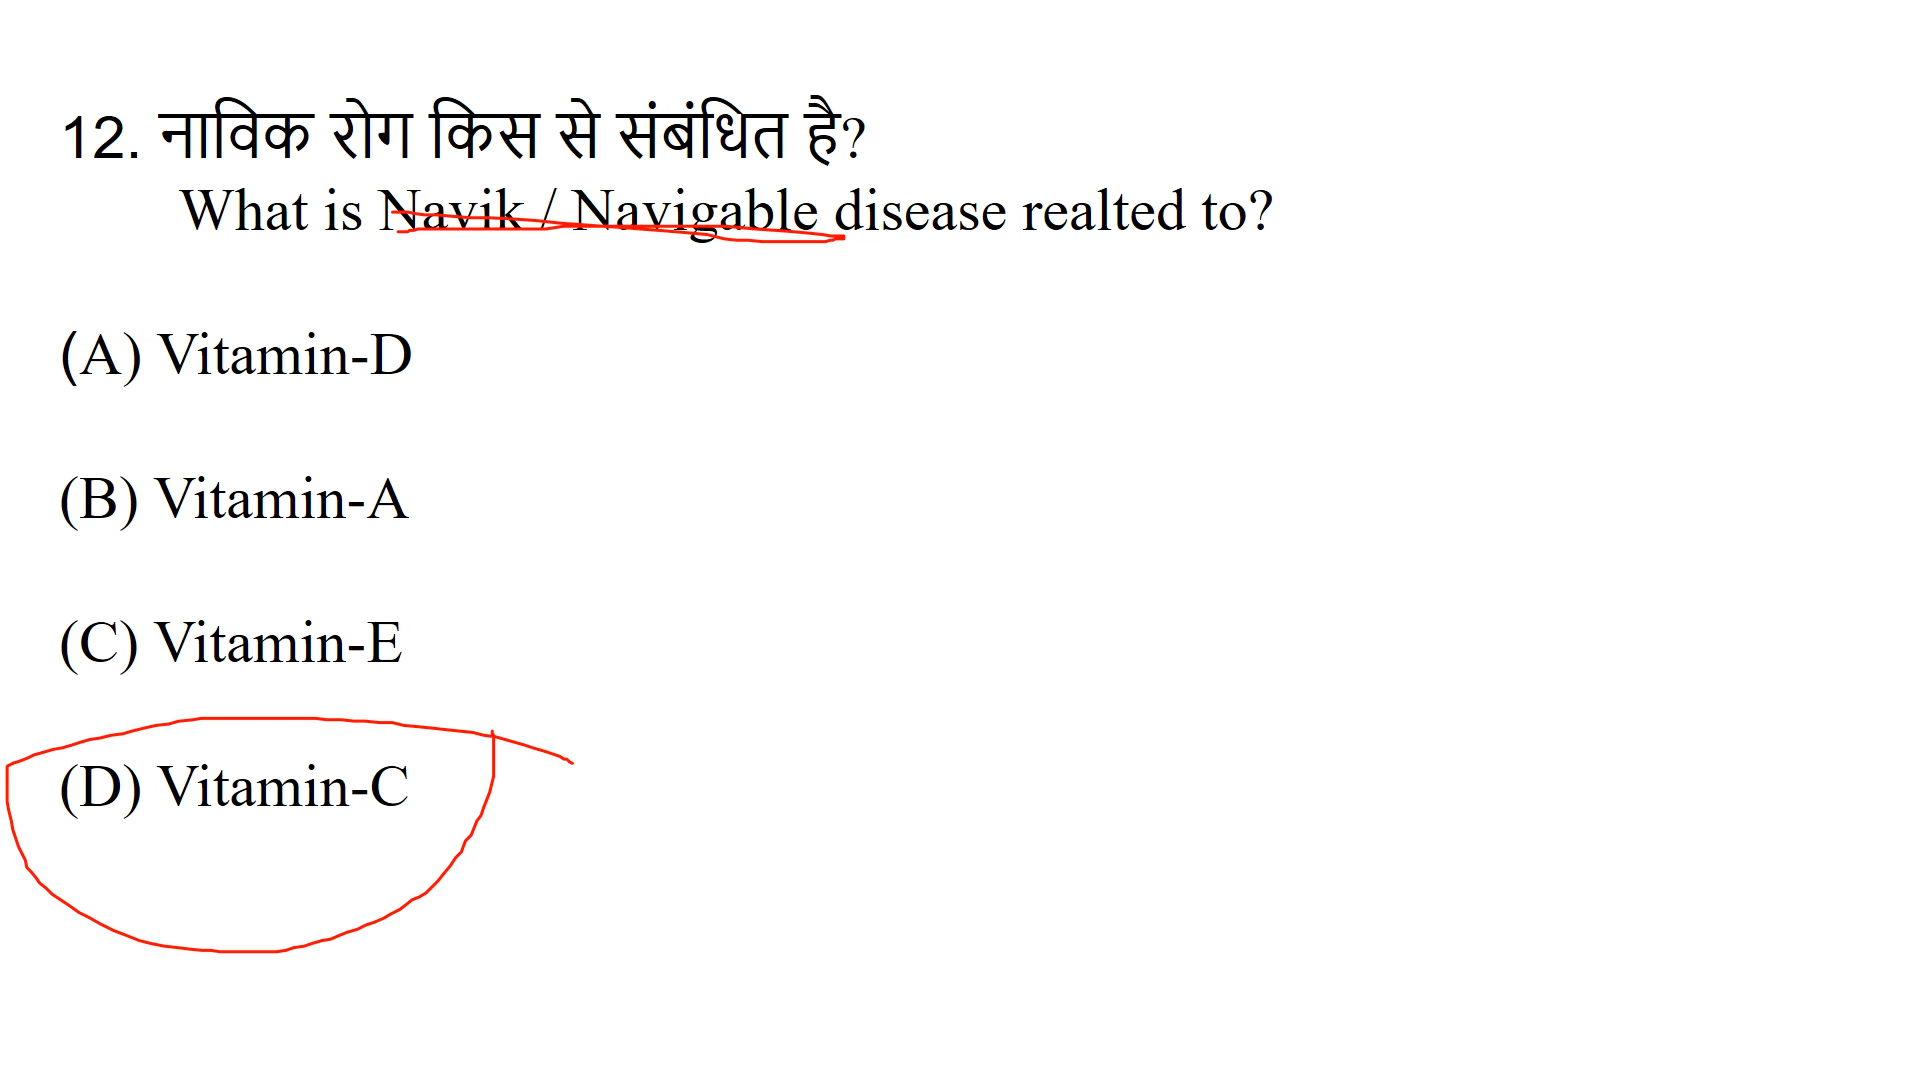 12. नाविक रोग किस से संबंधित है?
What is Navik / Navigable disease realted to?
(A) Vitamin-D
(B) Vitamin-A
(C) Vitamin-E
(D) Vitamin-C